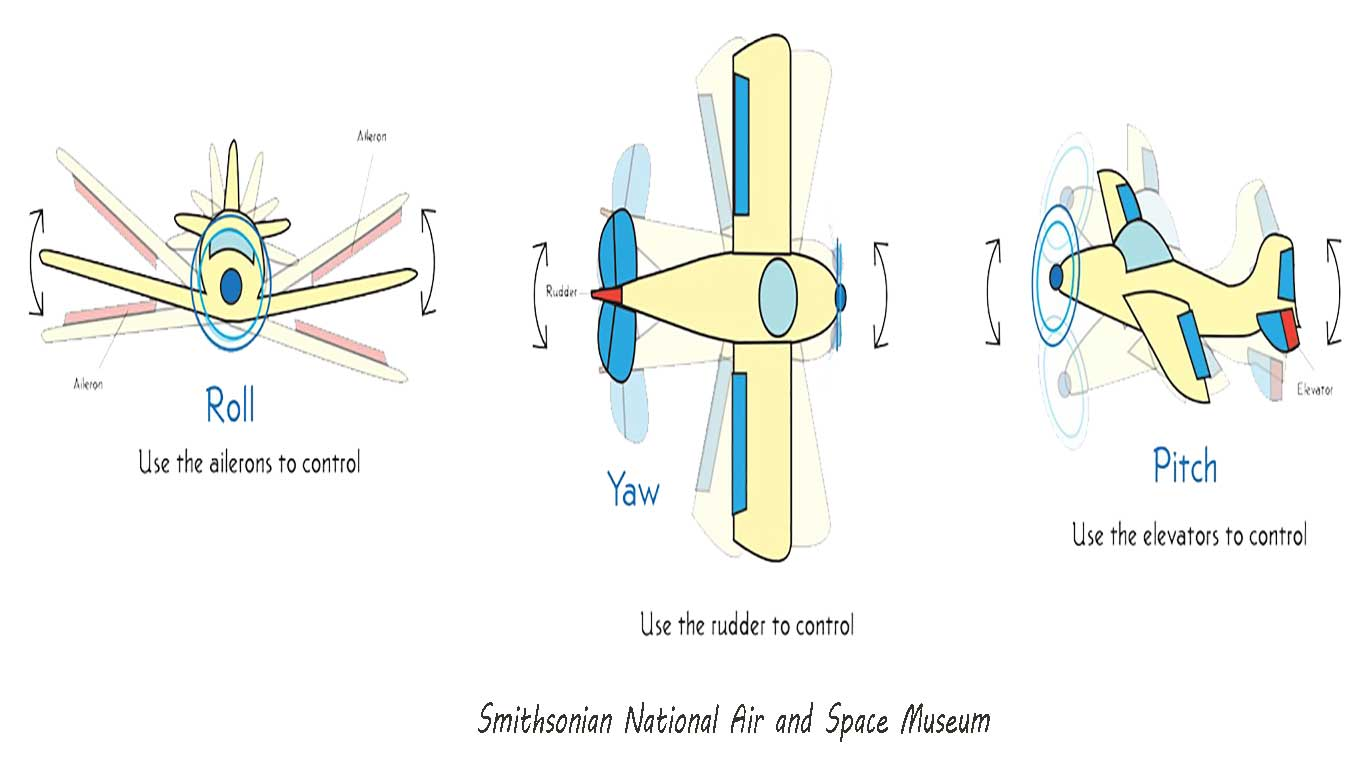 Aileron
Aileron
Roll
Use the ailerons to control
Rudder
Yaw
Use the rudder to control
Elevator
Pitch
Use the elevators to control
Smithsonian National Air and Space Museum